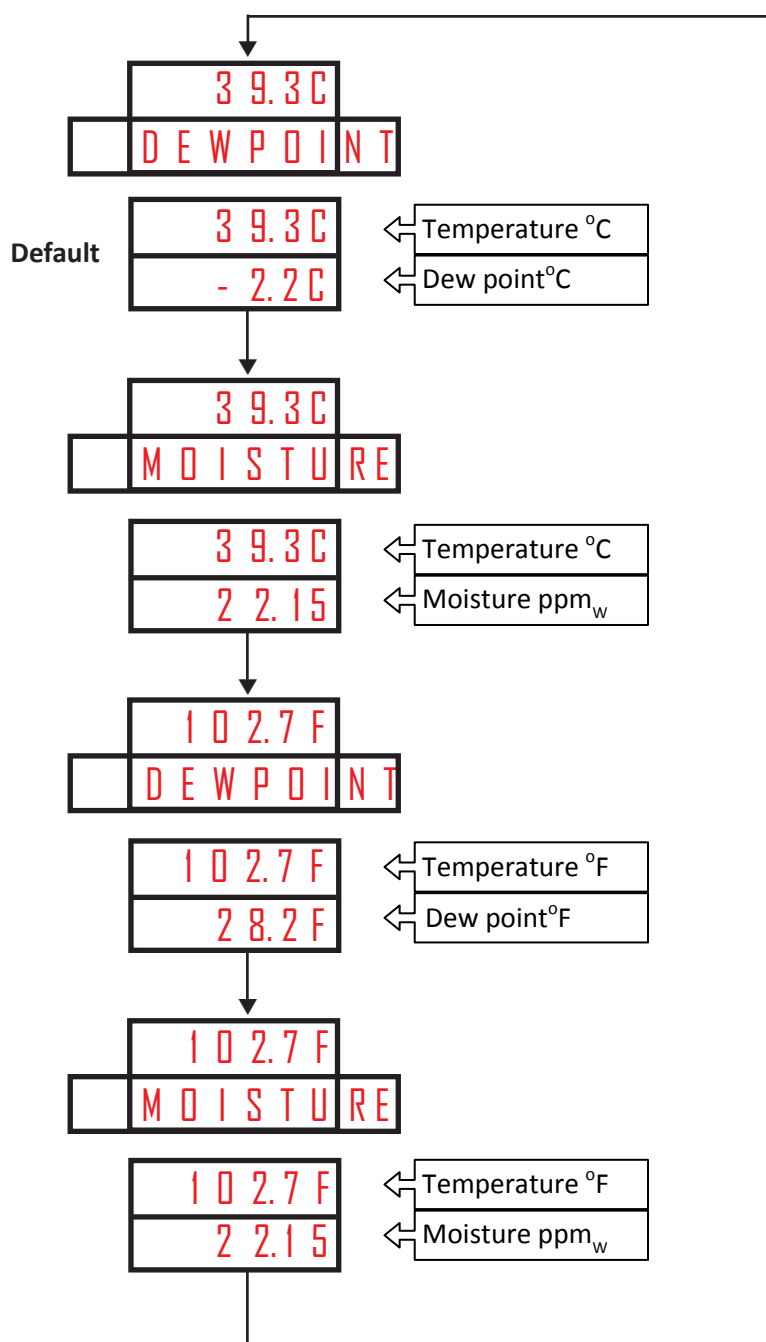 39.3C
DEWPOINT
39.3C
Temperature °C
Default
- 2.2C
Dew point°C
39.3C
MOISTURE
39.3C
Temperature °C
22.15
Moisture ppmw
102.7F
DEWPOINT
102.7F
Temperature °F
28.2F
Dew point°F
102.7F
MOISTURE
102.7F
Temperature °F
22.15
Moisture ppmw